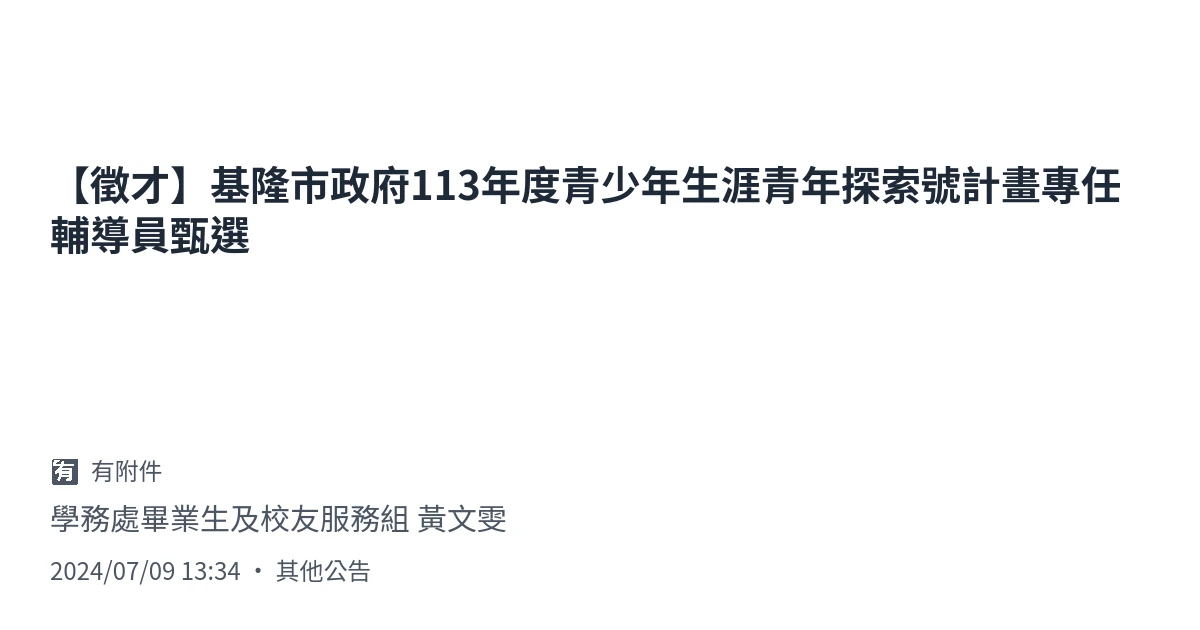 【徵才】基隆市政府113年度青少年生涯青年探索號計畫專任
輔導員甄選
有 有附件
學務處畢業生及校友服務組 黃文雯
2024/07/09 13:34 • 其他公告